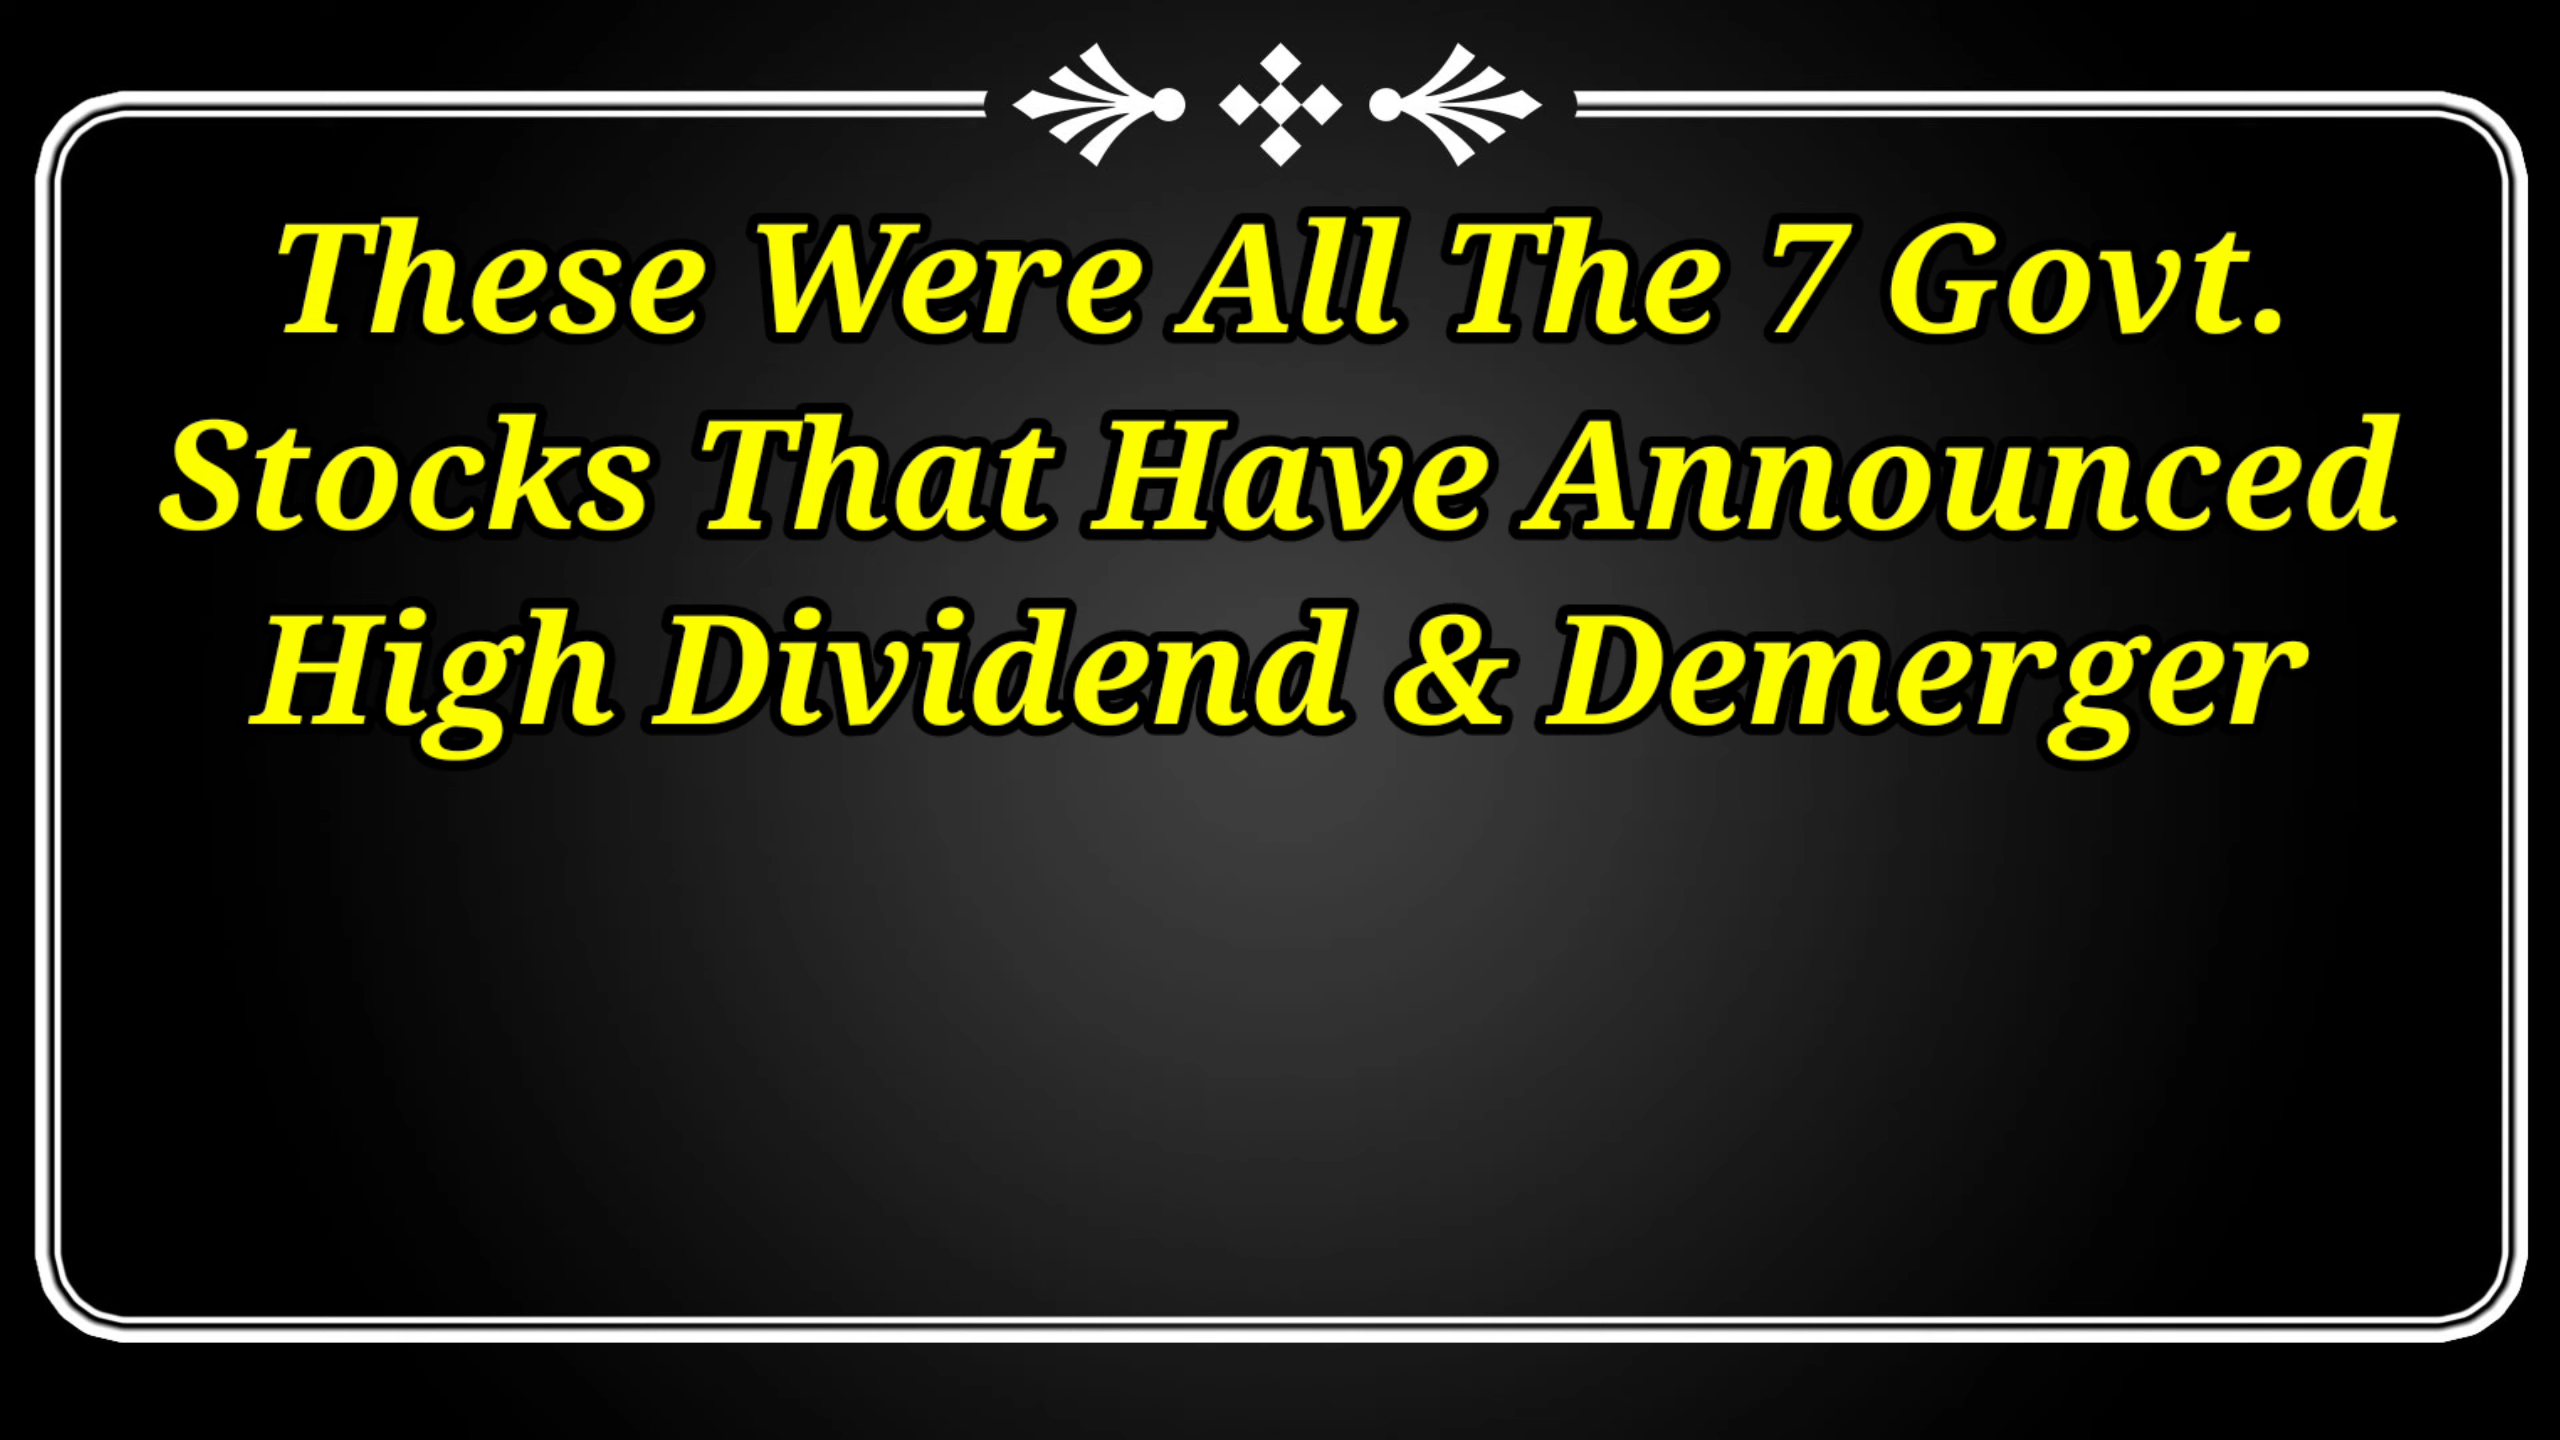 These Were All The 7 Govt.
Stocks That Have Announced
High Dividend & Demerger